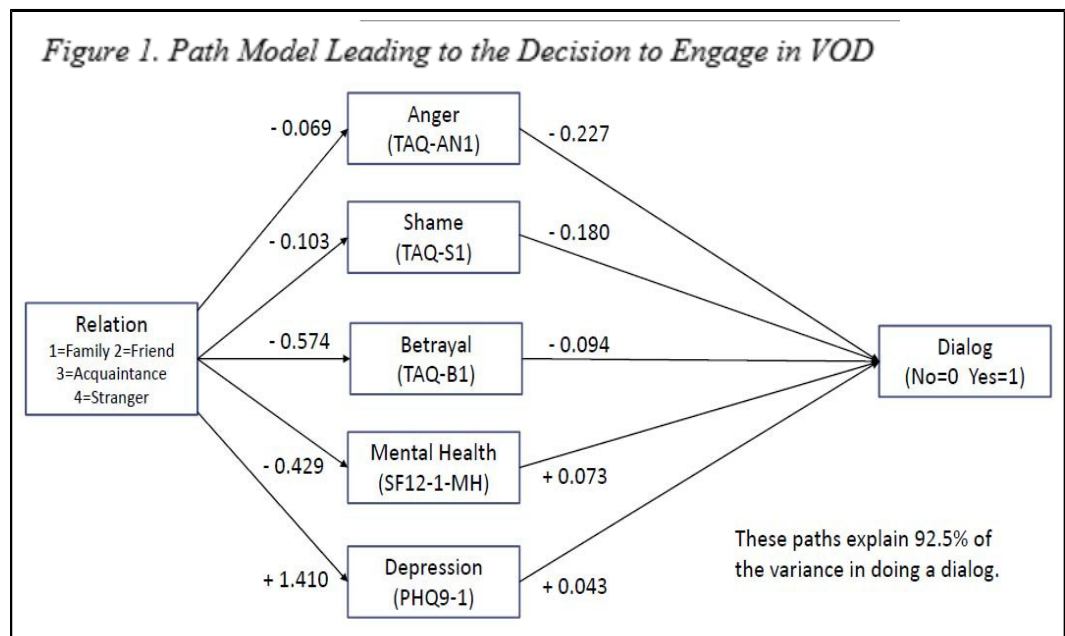 Figure 1. Path Model Leading to the Decision to Engage in VOD
Anger
(TAQ-AN1)
- 0.069
- 0.227
Shame
(TAQ-S1)
- 0.103
- 0.180
Relation
1=Family 2=Friend
3=Acquaintance
4=Stranger
- 0.574
Betrayal
(TAQ-B1)
- 0.094
Dialog
(No=0 Yes=1)
- 0.429
Mental Health
(SF12-1-MH)
+ 0.073
+ 1.410
Depression
(PHQ9-1)
+ 0.043
These paths explain 92.5% of
the variance in doing a dialog.